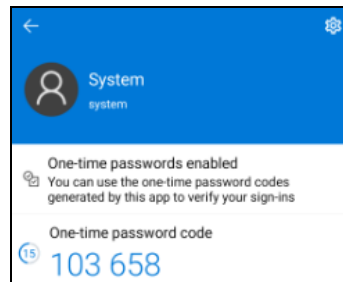 System
system
One-time passwords enabled
You can use the one-time password codes
generated by this app to verify your sign-ins
One-time password code
15
103 658